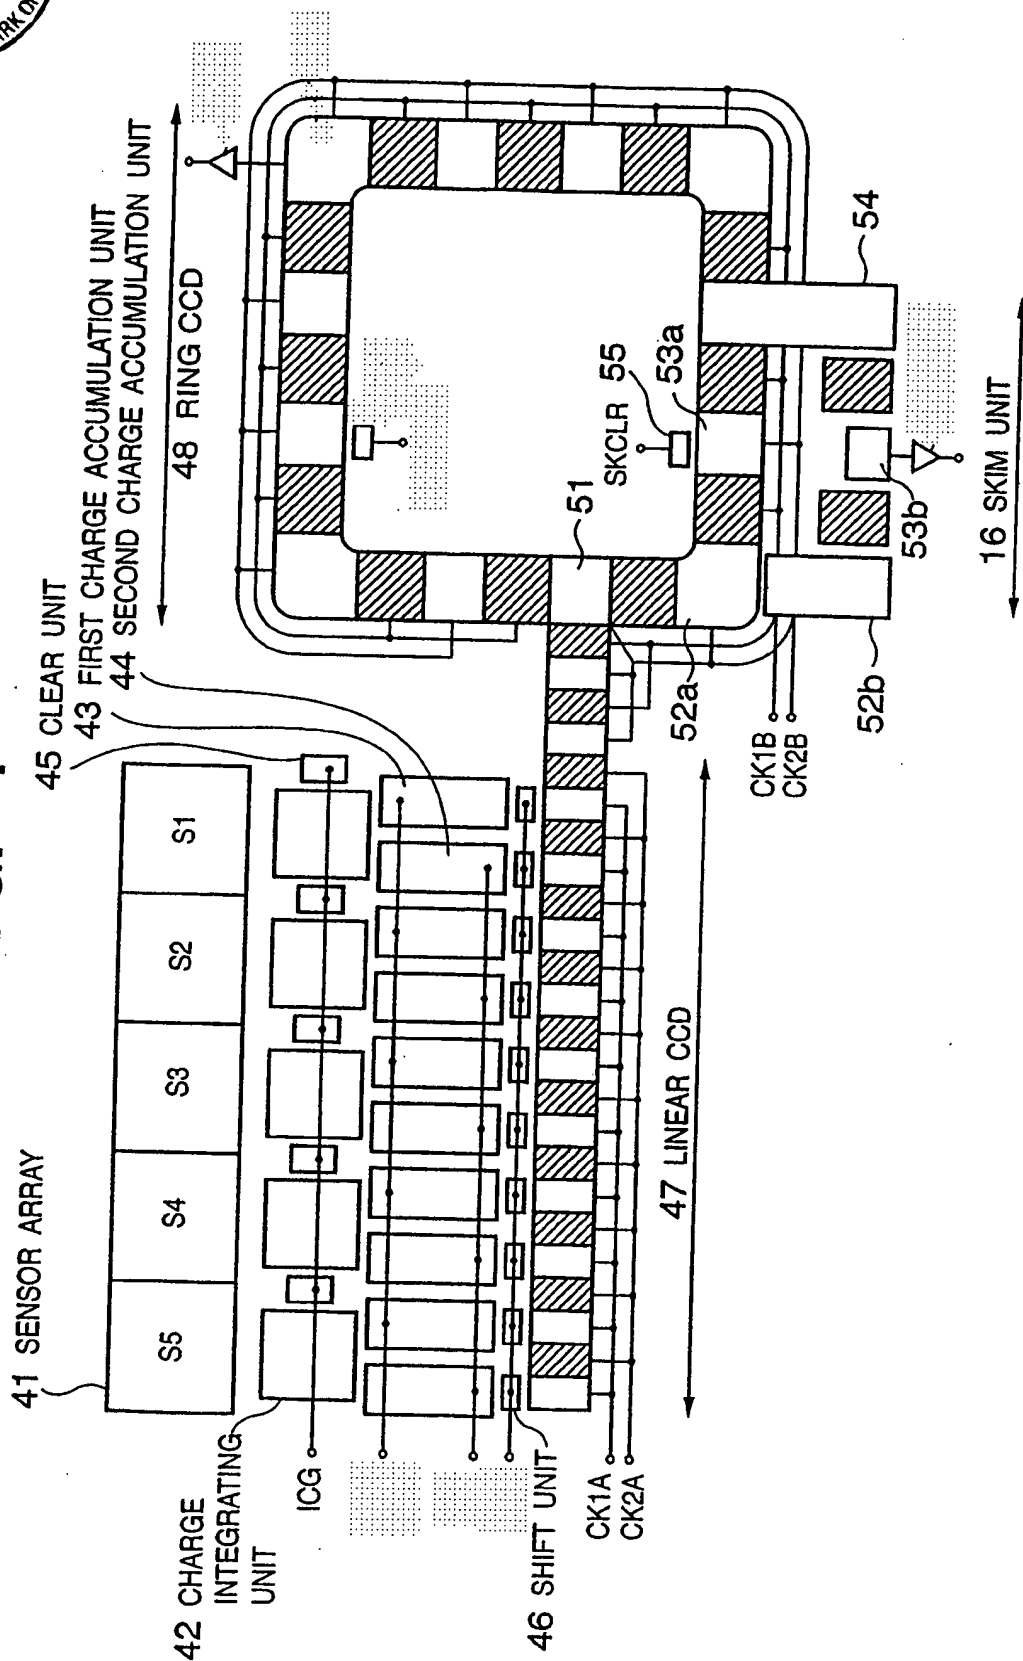 41 SENSOR ARRAY
45 CLEAR UNIT
43 FIRST CHARGE ACCUMULATION UNIT
44 SECOND CHARGE ACCUMULATION UNIT
48 RING CCD
42 CHARGE
INTEGRATING
UNIT
S5
S4
S3
S2
S1
ICG
46 SHIFT UNIT
CK1A
CK2A
47 LINEAR CCD
51
SKCLR
55
53a
54
52a
CK1B
CK2B
52b
53b
16 SKIM UNIT